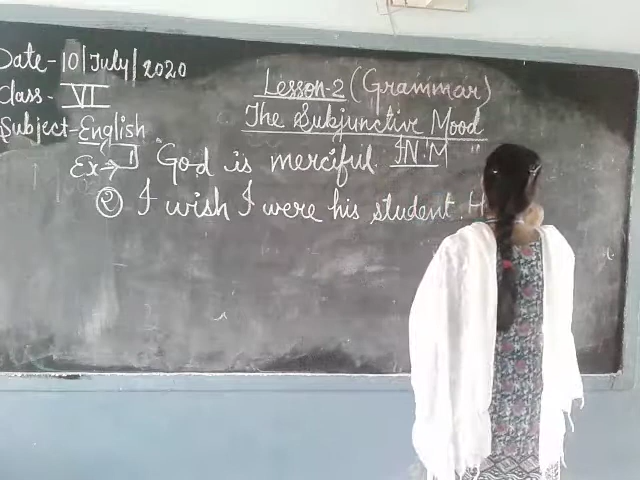 Date-10/July/2020
Class- VI
Subject-English
Lesson-2 (Grammar)
The Subjunctive Mood
Ex→ 1 "God is merciful IN.M "
② I wish I were his student. H